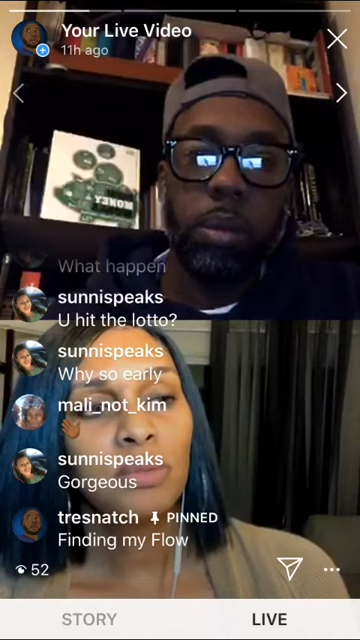 Your Live Video
11h ago
MONEY
What happen
sunnispeaks
U hit the lotto?
sunnispeaks
Why so early
mali_not_kim
sunnispeaks
Gorgeous
tresnatch PINNED
Finding my Flow
52
STORY LIVE